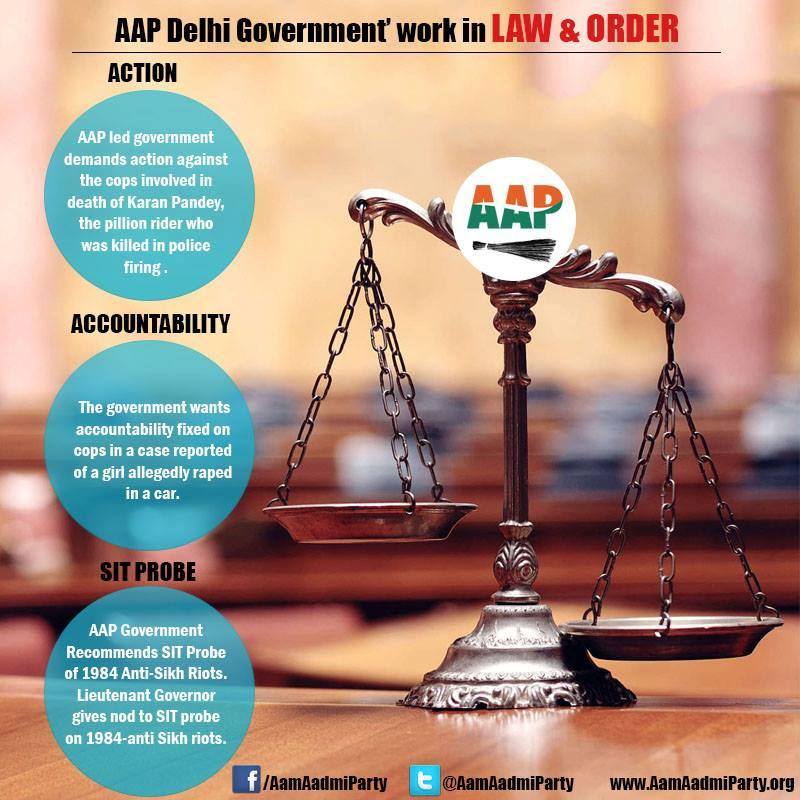 AAP Delhi Government' work in LAW & ORDER
ACTION
AAP led government
demands action against
the cops involved in
death of Karan Pandey,
the pillion rider who
was killed in police
firing .
ACCOUNTABILITY
The government wants
accountability fixed on
cops in a case reported
of a girl allegedly raped
in a car.
SIT PROBE
AAP Government
Recommends SIT Probe
of 1984 Anti-Sikh Riots.
Lieutenant Governor
gives nod to SIT probe
on 1984-anti Sikh riots.
AAP
f /AamAadmiParty t @AamAadmiParty www.AamAadmiParty.org